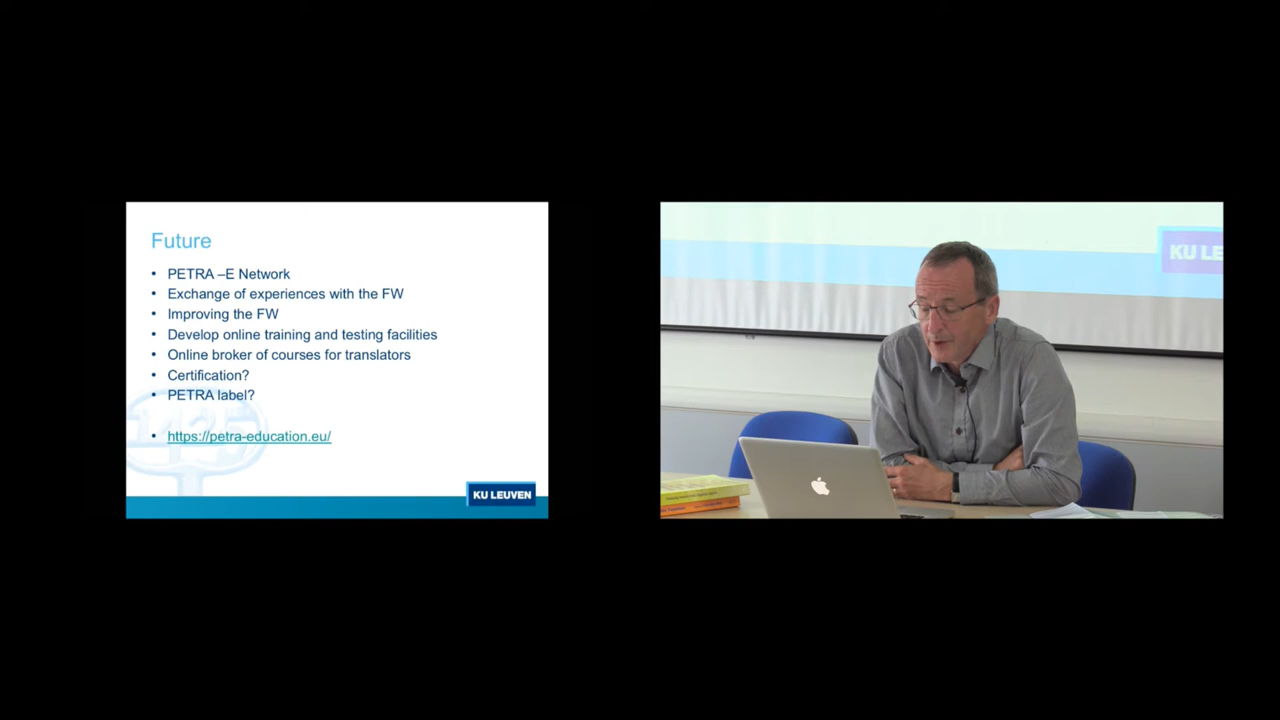 Future
• PETRA –E Network
• Exchange of experiences with the FW
• Improving the FW
• Develop online training and testing facilities
• Online broker of courses for translators
• Certification?
• PETRA label?
• https://petra-education.eu/
1425
KU LEUVEN
KU LE